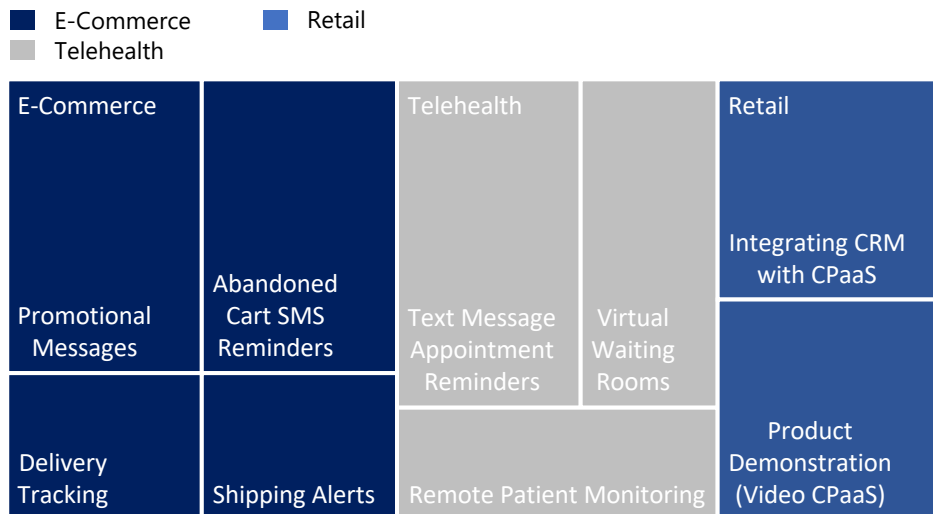 E-Commerce
Retail
Telehealth
E-Commerce
Promotional
Messages
Abandoned
Cart SMS
Reminders
Delivery
Tracking
Shipping Alerts
Telehealth
Text Message
Appointment
Reminders
Virtual
Waiting
Rooms
Remote Patient Monitoring
Retail
Integrating CRM
with CPaaS
Product
Demonstration
(Video CPaaS)